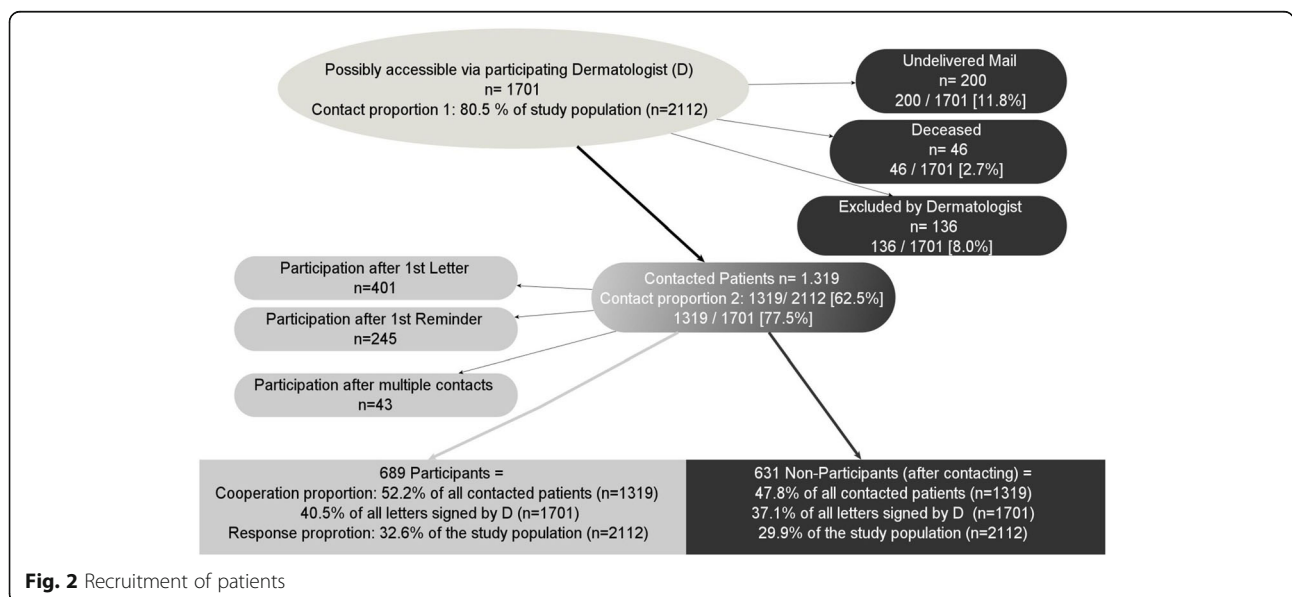 Possibly accessible via participating Dermatologist (D)
n= 1701
Contact proportion 1: 80.5 % of study population (n=2112)
Undelivered Mail
n= 200
200 / 1701 [11.8%]
Deceased
n= 46
46 / 1701 [2.7%]
Excluded by Dermatologist
n= 136
136 / 1701 [8.0%]
Contacted Patients n= 1.319
Contact proportion 2: 1319/ 2112 [62.5%]
1319 / 1701 [77.5%]
Participation after 1st Letter
n=401
Participation after 1st Reminder
n=245
Participation after multiple contacts
n=43
689 Participants =
Cooperation proportion: 52.2% of all contacted patients (n=1319)
40.5% of all letters signed by D (n=1701)
Response proprotion: 32.6% of the study population (n=2112)
631 Non-Participants (after contacting) =
47.8% of all contacted patients (n=1319)
37.1% of all letters signed by D (n=1701)
29.9% of the study population (n=2112)
Fig. 2 Recruitment of patients